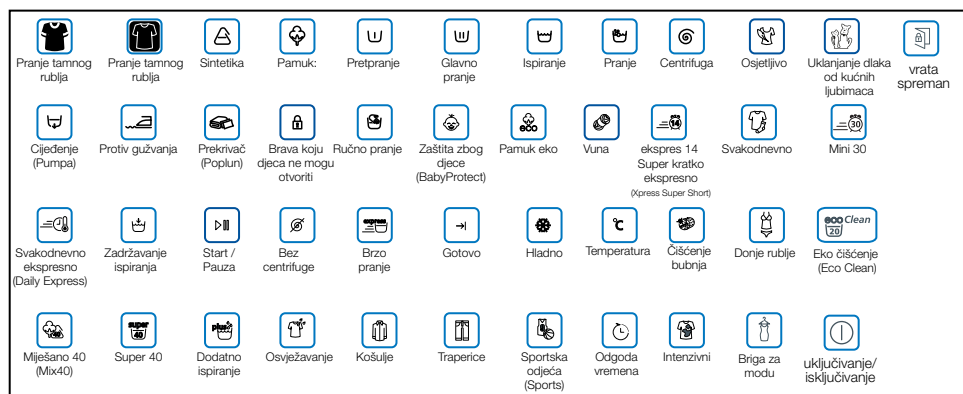 Pranje tamnog
rublja
Pranje tamnog
rublja
Sintetika
Pamuk:
Pretpranje
Glavno
pranje
Ispiranje
Pranje
Centrifuga
Osjetljivo
Uklanjanje dlaka
od kućnih
ljubimaca
vrata
spreman
Cijeđenje
(Pumpa)
Protiv gužvanja
Prekrivač
(Poplun)
Brava koju
djeca ne mogu
otvoriti
Ručno pranje
Zaštita zbog
djece
(BabyProtect)
eco
Pamuk eko
Vuna
14
ekspres 14
Super kratko
ekspresno
(Xpress Super Short)
Svakodnevno
30
Mini 30
Svakodnevno
ekspresno
(Daily Express)
Zadržavanje
ispiranja
Start /
Pauza
Bez
centrifuge
express
Brzo
pranje
Gotovo
Hladno
°C
Temperatura
Čišćenje
bubnja
Donje rublje
eco Clean
20
Eko čišćenje
(Eco Clean)
40
Miješano 40
(Mix40)
super
40
Super 40
plus
Dodatno
ispiranje
Osvježavanje
Košulje
Traperice
Sportska
odjeća
(Sports)
Odgoda
vremena
Intenzivni
Briga za
modu
uključivanje/
isključivanje